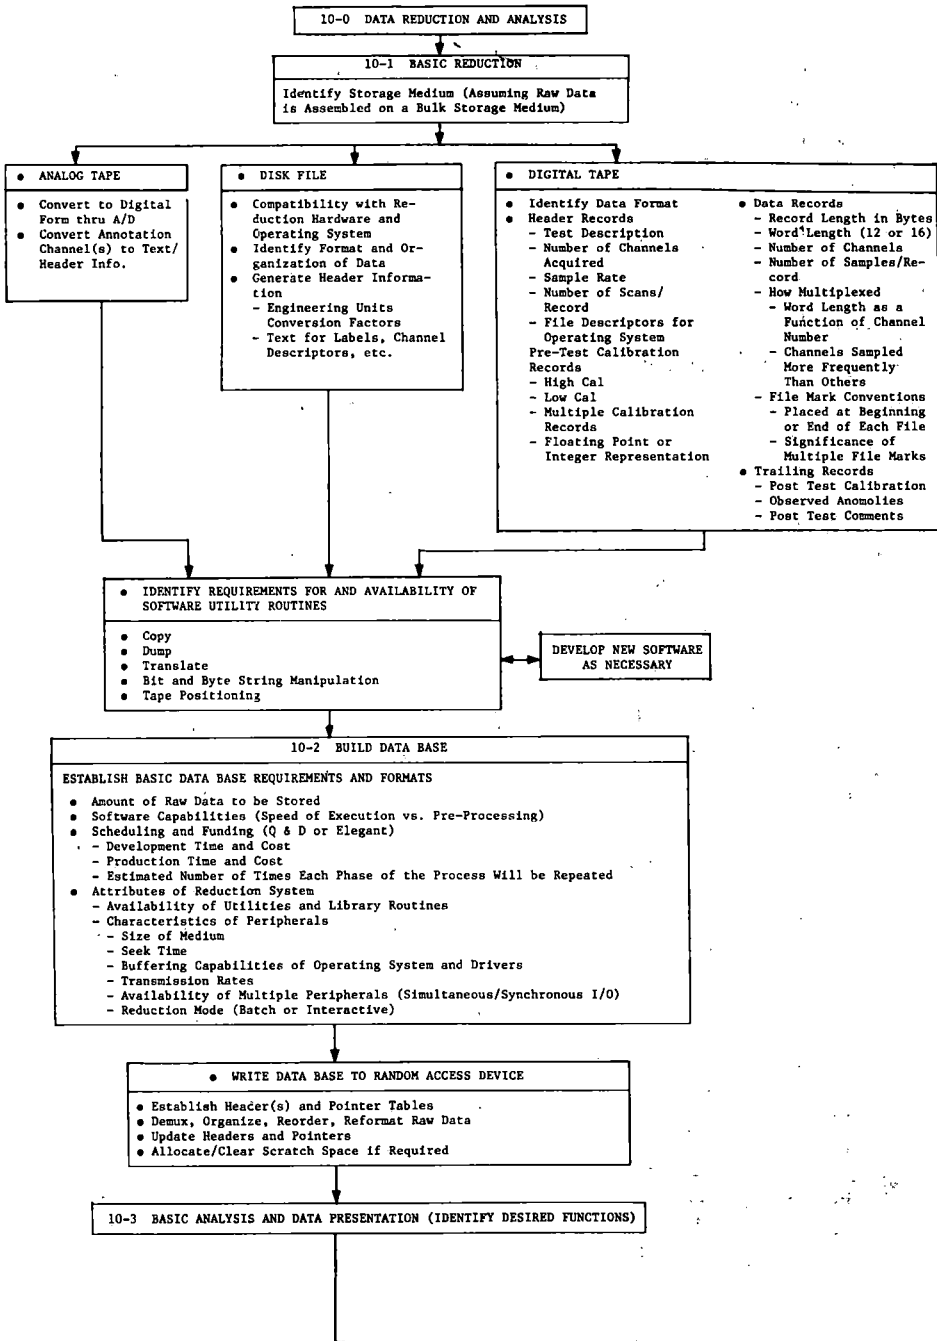 10-0 DATA REDUCTION AND ANALYSIS
10-1 BASIC REDUCTION
Identify Storage Medium (Assuming Raw Data
is Assembled on a Bulk Storage Medium)
● ANALOG TAPE
● Convert to Digital
Form thru A/D
● Convert Annotation
Channel(s) to Text/
Header Info.
● DISK FILE
● Compatibility with Re-
duction Hardware and
Operating System
● Identify Format and Or-
ganization of Data
● Generate Header Informa-
tion
- Engineering Units
Conversion Factors
- Text for Labels, Channel
Descriptors, etc.
● DIGITAL TAPE
● Identify Data Format
● Header Records
- Test Description
- Number of Channels
Acquired
- Sample Rate
- Number of Scans/
Record
- File Descriptors for
Operating System
Pre-Test Calibration
Records
- High Cal
- Low Cal
- Multiple Calibration
Records
- Floating Point or
Integer Representation
● Data Records
- Record Length in Bytes
- Word Length (12 or 16)
- Number of Channels
- Number of Samples/Re-
cord
- How Multiplexed
- Word Length as a
Function of Channel
Number
- Channels Sampled
More Frequently
Than Others
- File Mark Conventions
- Placed at Beginning
or End of Each File
- Significance of
Multiple File Marks
● Trailing Records
- Post Test Calibration
- Observed Anomolies
- Post Test Comments
● IDENTIFY REQUIREMENTS FOR AND AVAILABILITY OF
SOFTWARE UTILITY ROUTINES
● Copy
● Dump
● Translate
● Bit and Byte String Manipulation
● Tape Positioning
DEVELOP NEW SOFTWARE
AS NECESSARY
10-2 BUILD DATA BASE
ESTABLISH BASIC DATA BASE REQUIREMENTS AND FORMATS
● Amount of Raw Data to be Stored
● Software Capabilities (Speed of Execution vs. Pre-Processing)
● Scheduling and Funding (Q & D or Elegant)
- Development Time and Cost
- Production Time and Cost
- Estimated Number of Times Each Phase of the Process Will be Repeated
● Attributes of Reduction System
- Availability of Utilities and Library Routines
- Characteristics of Peripherals
- Size of Medium
- Seek Time
- Buffering Capabilities of Operating System and Drivers
- Transmission Rates
- Availability of Multiple Peripherals (Simultaneous/Synchronous I/O)
- Reduction Mode (Batch or Interactive)
● WRITE DATA BASE TO RANDOM ACCESS DEVICE
● Establish Header(s) and Pointer Tables
● Demux, Organize, Reorder, Reformat Raw Data
● Update Headers and Pointers
● Allocate/Clear Scratch Space if Required
10-3 BASIC ANALYSIS AND DATA PRESENTATION (IDENTIFY DESIRED FUNCTIONS)